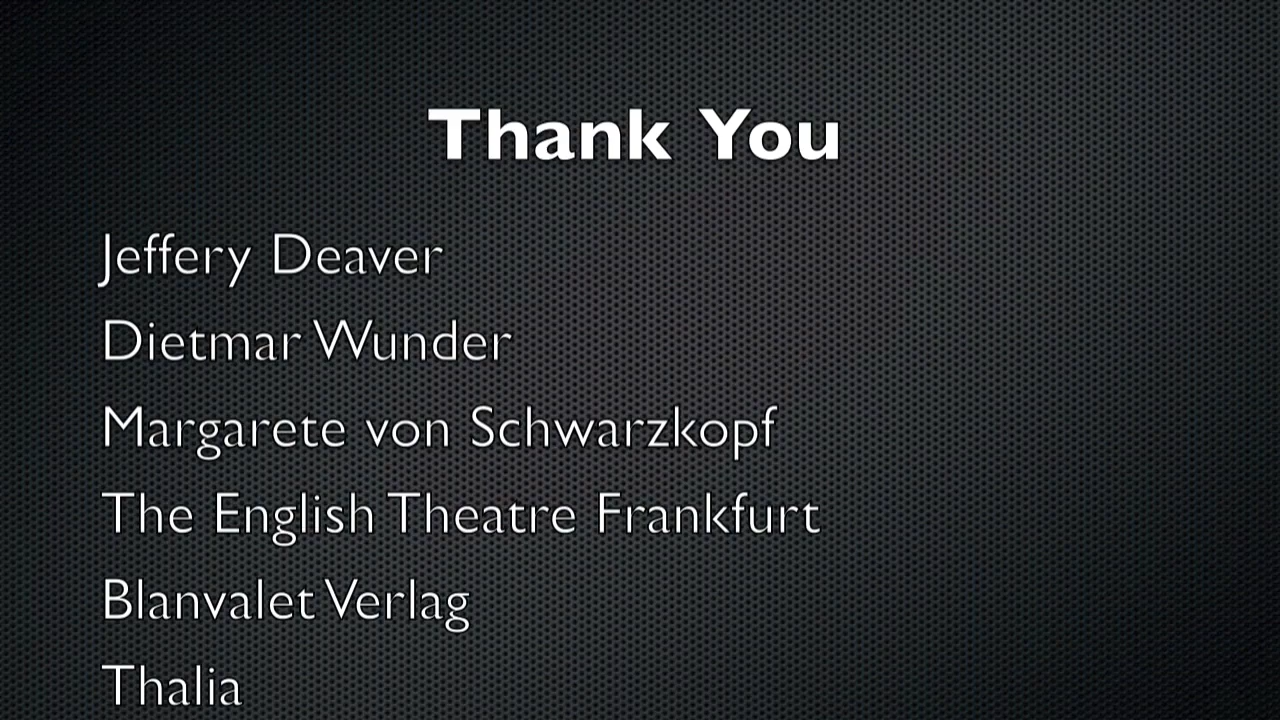 Thank You
Jeffery Deaver
Dietmar Wunder
Margarete von Schwarzkopf
The English Theatre Frankfurt
Blanvalet Verlag
Thalia